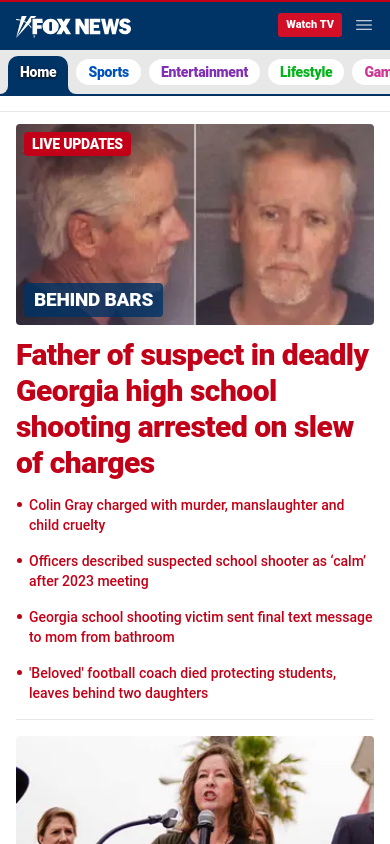 FOX NEWS
Watch TV
Home
Sports
Entertainment
Lifestyle
Gam
LIVE UPDATES
BEHIND BARS
Father of suspect in deadly
Georgia high school
shooting arrested on slew
of charges
• Colin Gray charged with murder, manslaughter and
child cruelty
• Officers described suspected school shooter as ‘calm’
after 2023 meeting
• Georgia school shooting victim sent final text message
to mom from bathroom
• 'Beloved' football coach died protecting students,
leaves behind two daughters